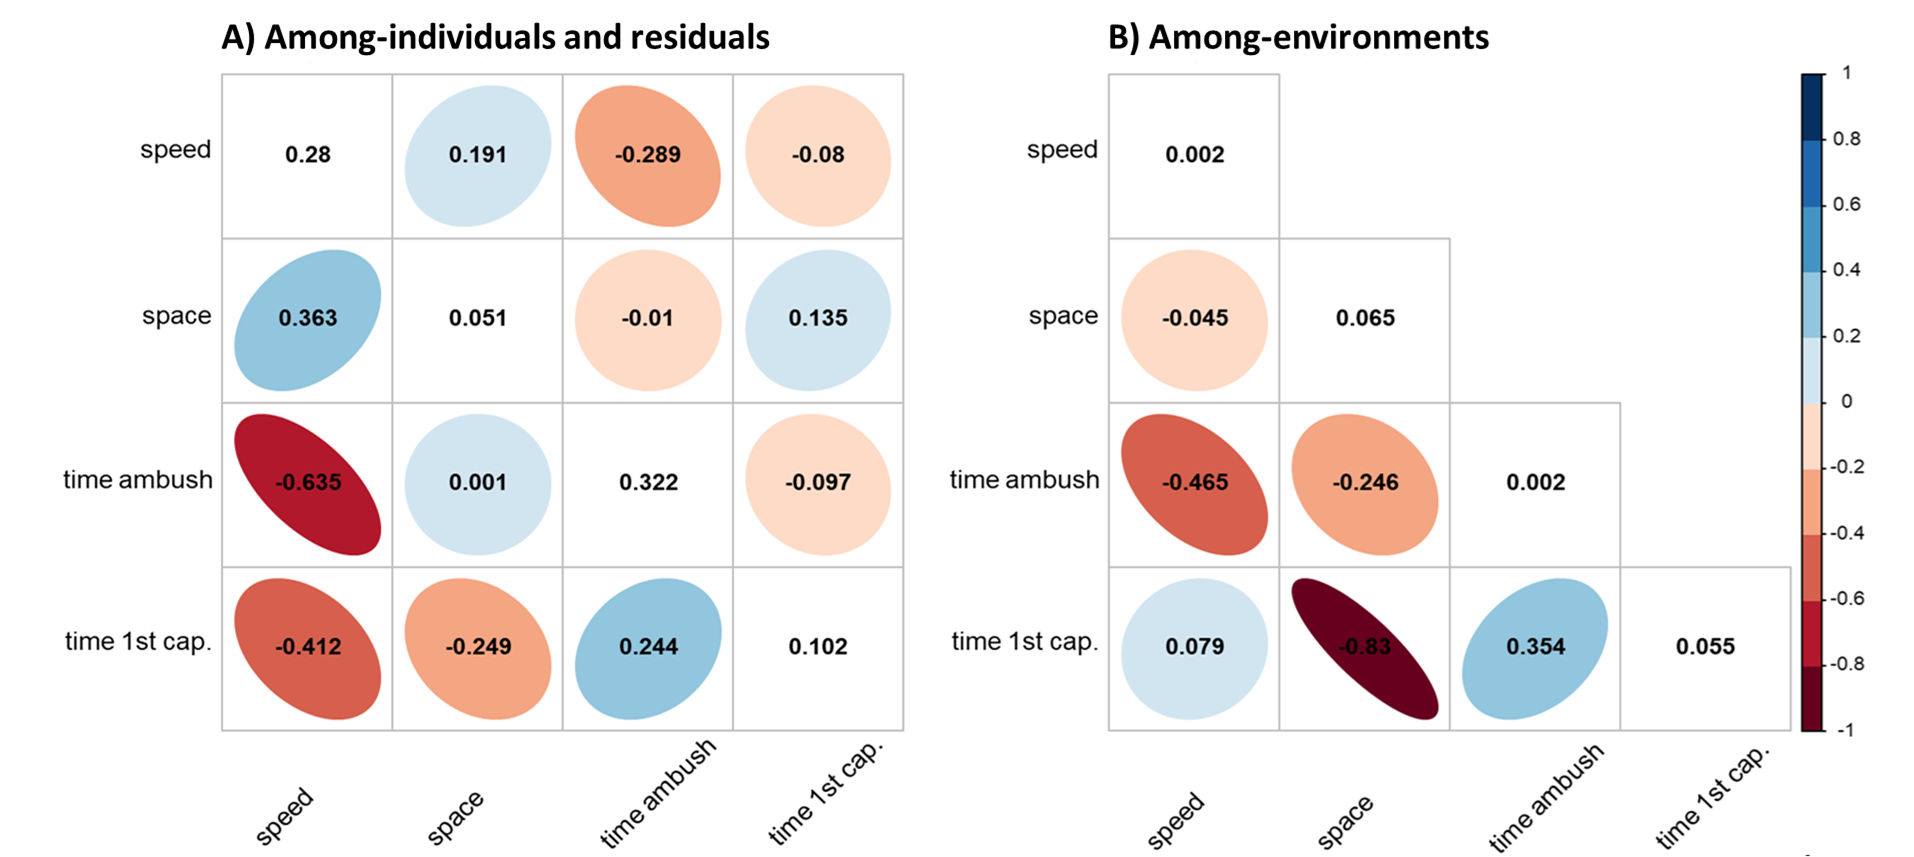 A) Among-individuals and residuals
speed 0.28 0.191 -0.289 -0.08
space 0.363 0.051 -0.01 0.135
time ambush -0.635 0.001 0.322 -0.097
time 1st cap. -0.412 -0.249 0.244 0.102
speed space time ambush time 1st cap.
B) Among-environments
speed 0.002
space -0.045 0.065
time ambush -0.465 -0.246 0.002
time 1st cap. 0.079 -0.83 0.354 0.055
speed space time ambush time 1st cap.
1
0.8
0.6
0.4
0.2
0
-0.2
-0.4
-0.6
-0.8
-1